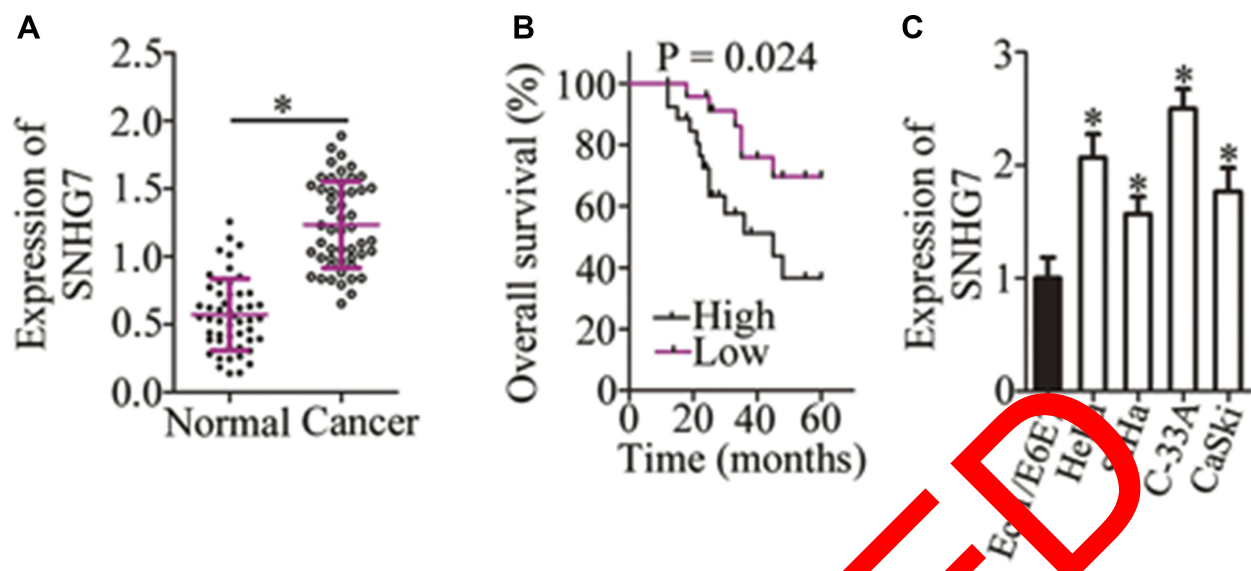 A
Expression of
SNHG7
2.5
2.0
1.5
1.0
0.5
0.0
*
Normal Cancer
B
Overall survival (%)
P = 0.024
100
80
60
40
20
0
High
Low
0 20 40 60
Time (months)
C
Expression of
SNHG7
3
2
1
0
*
*
*
*
C-33A
CaSki
D